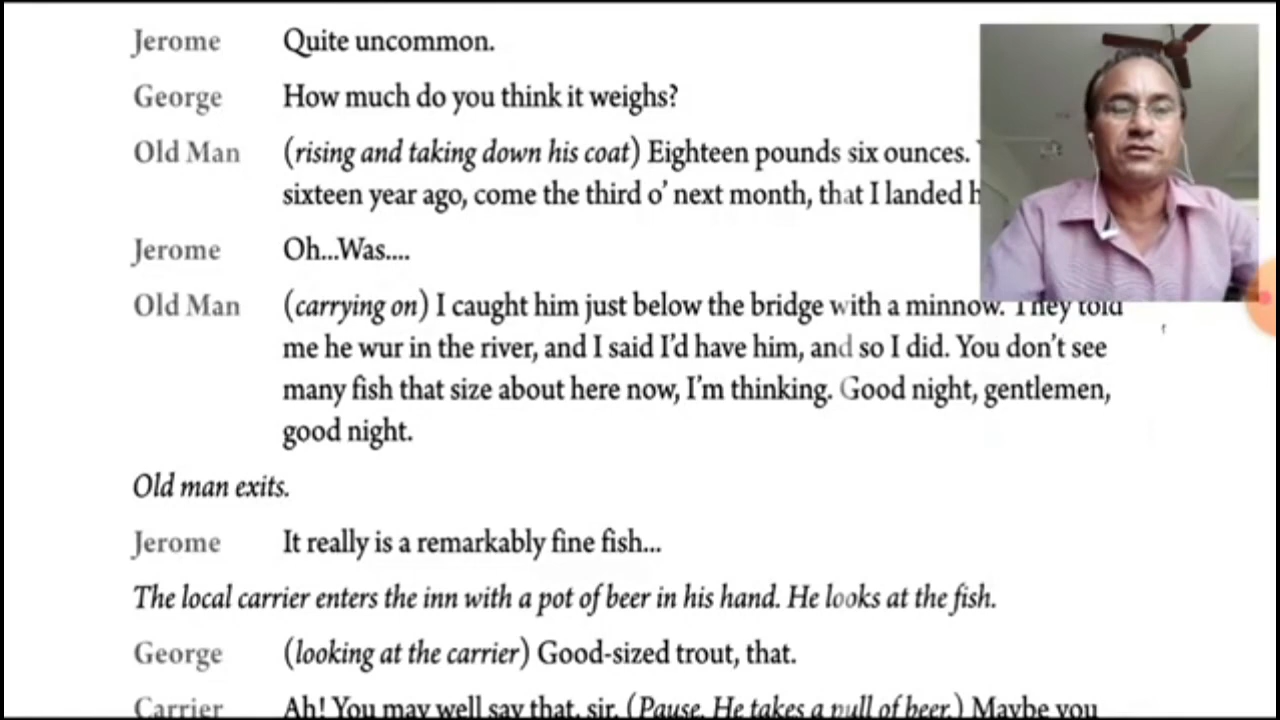 Jerome Quite uncommon.
George How much do you think it weighs?
Old Man (rising and taking down his coat) Eighteen pounds six ounces.
sixteen year ago, come the third o' next month, that I landed
Jerome Oh...Was....
Old Man (carrying on) I caught him just below the bridge with a minnow. They told
me he wur in the river, and I said I'd have him, and so I did. You don't see
many fish that size about here now, I'm thinking. Good night, gentlemen,
good night.
Old man exits.
Jerome It really is a remarkably fine fish...
The local carrier enters the inn with a pot of beer in his hand. He looks at the fish.
George (looking at the carrier) Good-sized trout, that.
Carrier Ah! You may well say that, sir. (Pause. He takes a pull of beer.) Maybe you